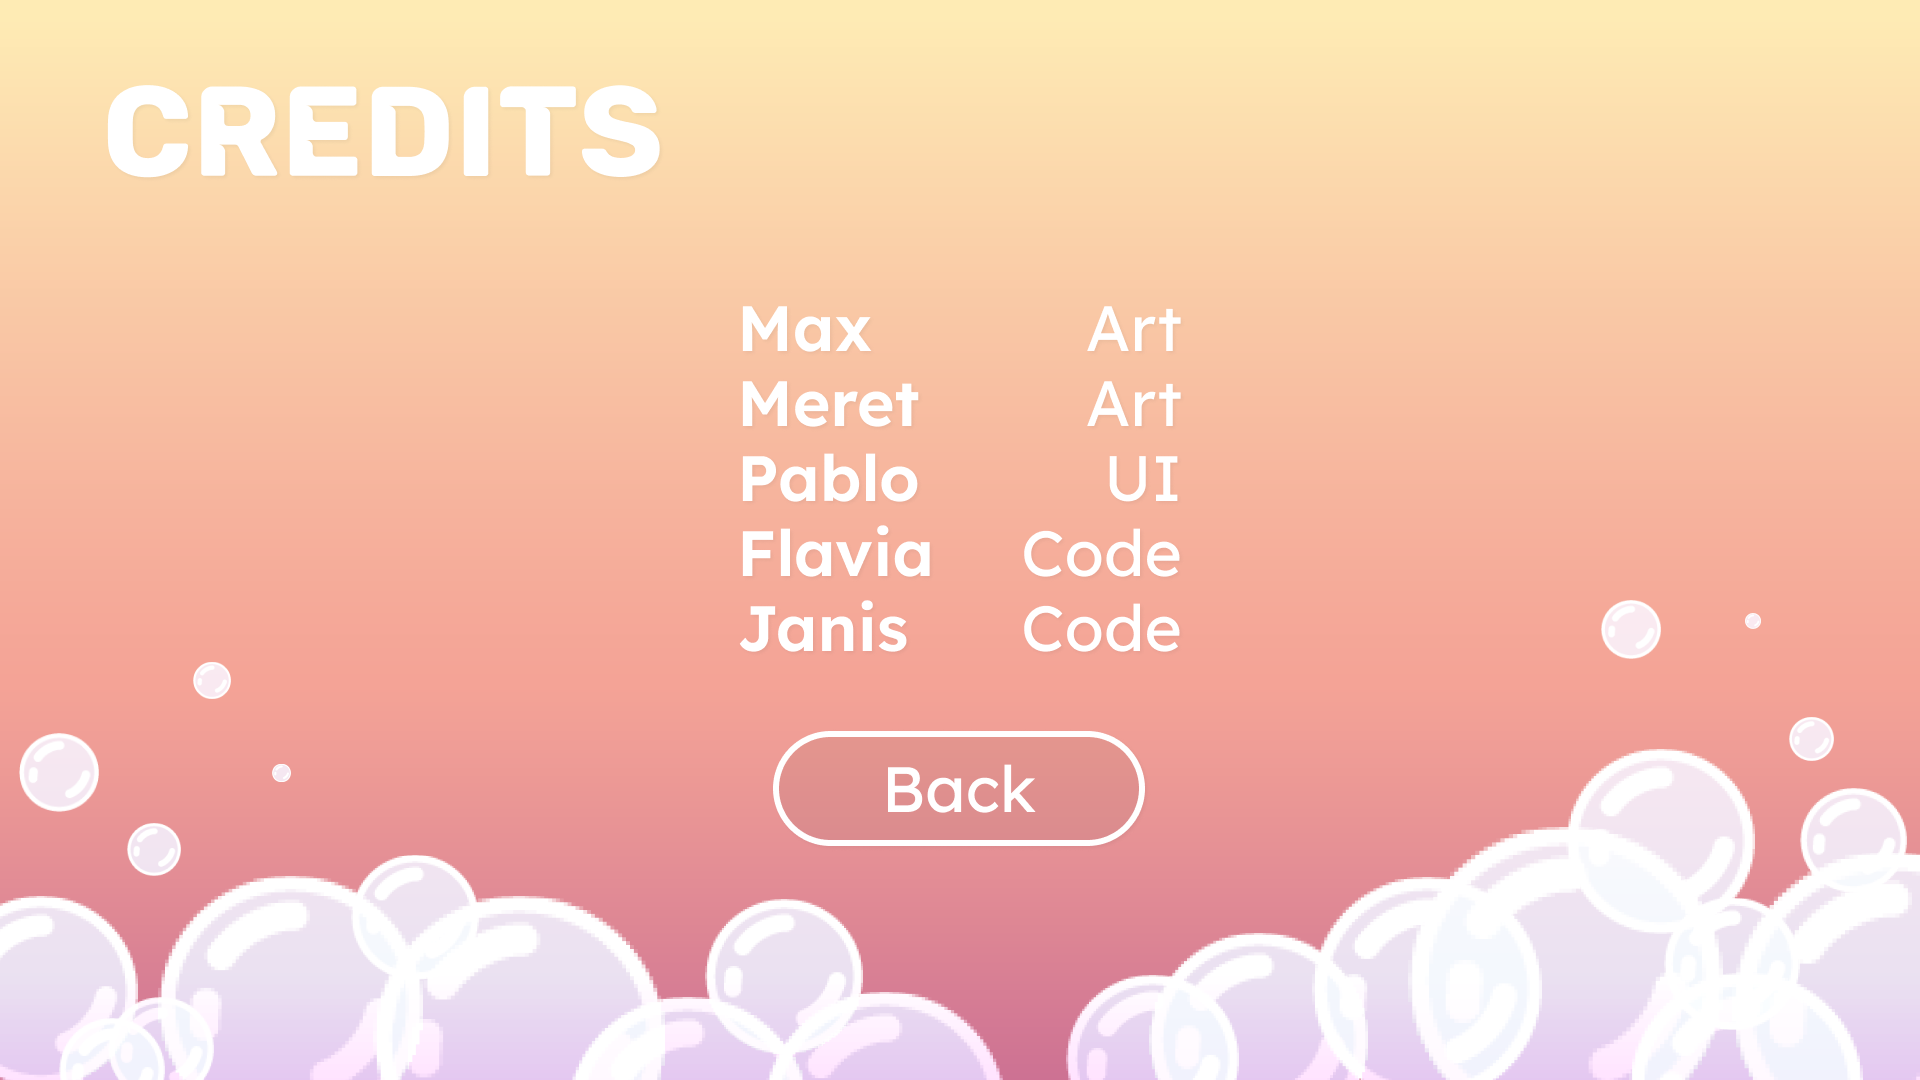 CREDITS
Max Art
Meret Art
Pablo UI
Flavia Code
Janis Code
Back